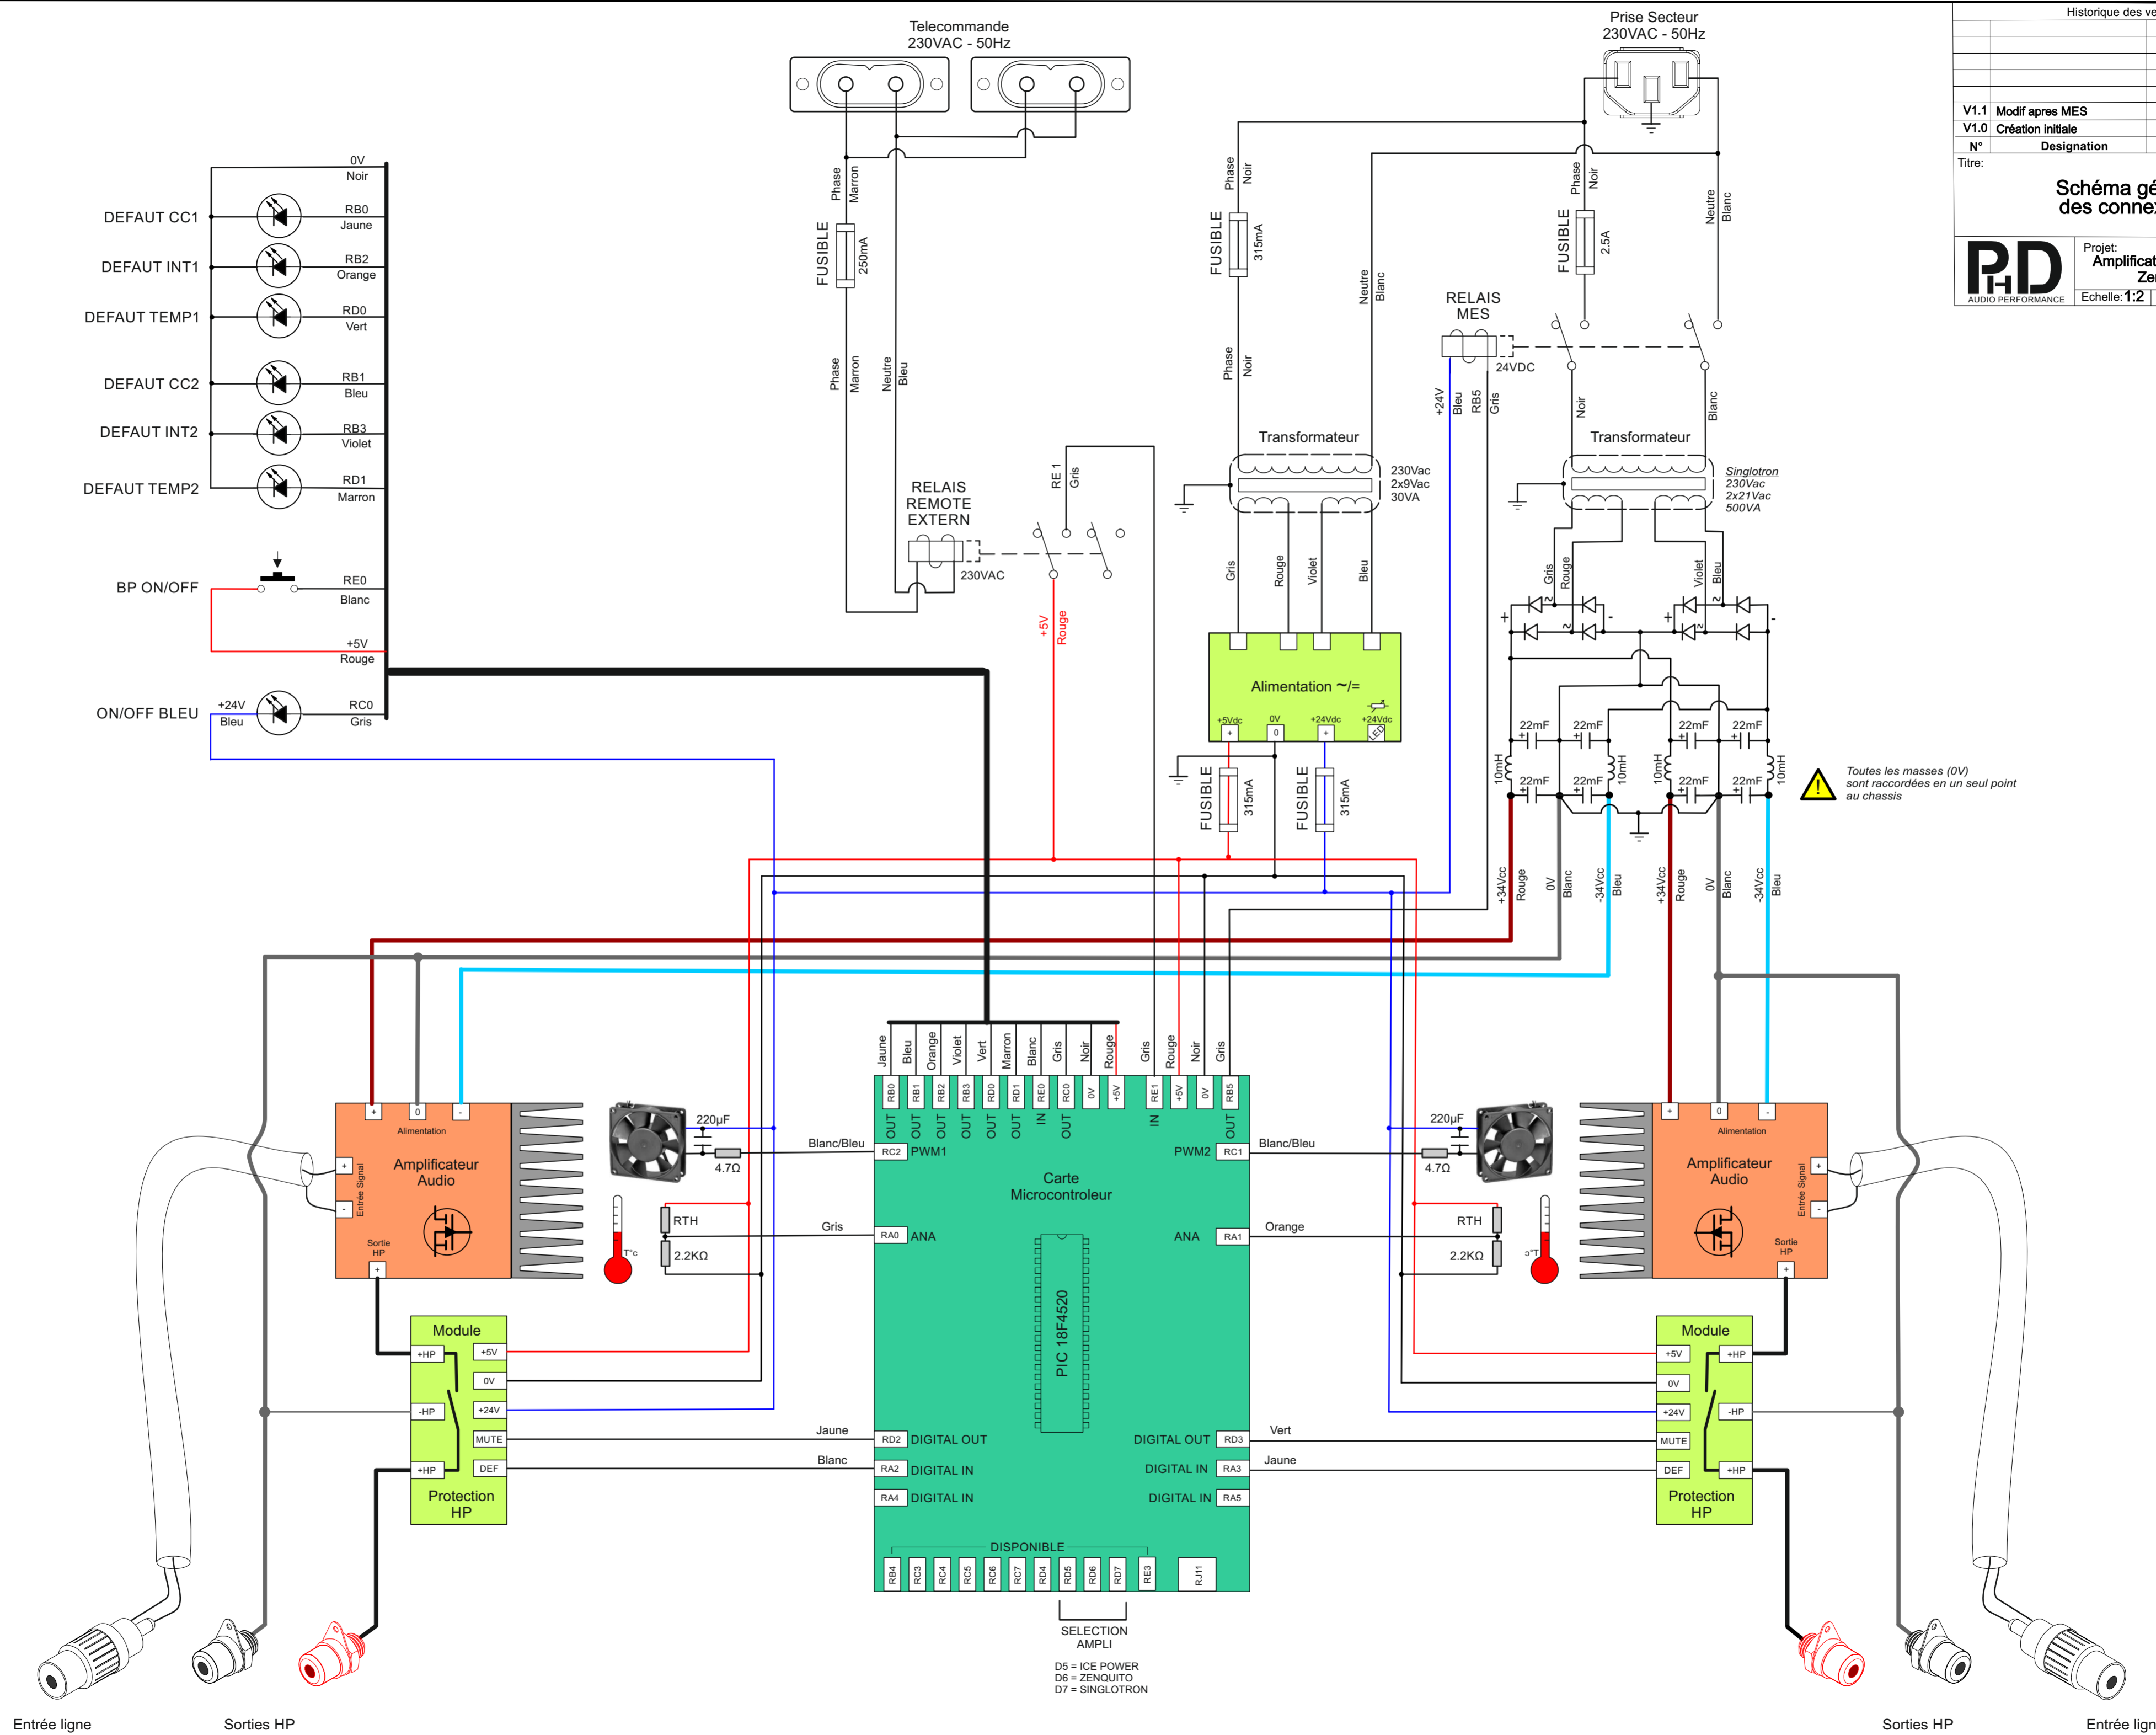 Telecommande
230VAC - 50Hz
Prise Secteur
230VAC - 50Hz
Historique des
V1.1 Modif apres MES
V1.0 Création initiale
N° Designation
Titre:
Schéma
des
PHD
AUDIO PERFORMANCE
Projet:
Echelle: 1:2
0V
Noir
DEFAUT CC1
RB0
Jaune
DEFAUT INT1
RB2
Orange
DEFAUT TEMP1
RD0
Vert
DEFAUT CC2
RB1
Bleu
DEFAUT INT2
RB3
Violet
DEFAUT TEMP2
RD1
Marron
BP ON/OFF
RE0
Blanc
+5V
Rouge
ON/OFF BLEU
+24V
Bleu
RC0
Gris
Phase
Marron
FUSIBLE
250mA
Phase
Marron
Neutre
Bleu
RELAIS
REMOTE
EXTERN
230VAC
RE 1
Gris
+5V
Rouge
Phase
Noir
FUSIBLE
315mA
Phase
Noir
Neutre
Blanc
Phase
Noir
FUSIBLE
2.5A
Neutre
Blanc
RELAIS
MES
24VDC
+24V
Bleu
RB5
Gris
Noir
Blanc
Transformateur
230Vac
2x9Vac
30VA
Transformateur
Singlotron
230Vac
2x21Vac
500VA
Gris
Rouge
Violet
Bleu
Gris
Rouge
Violet
Bleu
~
~
~
~
+
-
+
-
Alimentation ~/=
+5Vdc
0V
+24Vdc
+24Vdc
+
0
+
LED
FUSIBLE
315mA
FUSIBLE
315mA
22mF
22mF
22mF
22mF
+
+
+
+
10mH
10mH
10mH
10mH
22mF
22mF
22mF
22mF
+
+
+
+
!
Toutes les masses (0V)
sont raccordées en un seul point
au chassis
+34Vcc
Rouge
0V
Blanc
-34Vcc
Bleu
+34Vcc
Rouge
0V
Blanc
-34Vcc
Bleu
Jaune
Bleu
Orange
Violet
Vert
Marron
Blanc
Gris
Noir
Rouge
Gris
Rouge
Noir
Gris
RB0
RB1
RB2
RB3
RD0
RD1
RE0
RC0
0V
+5V
RE1
+5V
0V
RB5
OUT
OUT
OUT
OUT
OUT
OUT
IN
OUT
IN
OUT
+
0
-
Alimentation
Amplificateur
Audio
+
-
Entrée Signal
Sortie
HP
+
220µF
4.7Ω
Blanc/Bleu
RC2 PWM1
PWM2 RC1
Blanc/Bleu
220µF
4.7Ω
Carte
Microcontroleur
T°c
RTH
2.2KΩ
Gris
RA0 ANA
ANA RA1
Orange
RTH
2.2KΩ
T°c
PIC 18F4520
+
0
-
Alimentation
Amplificateur
Audio
Entrée Signal
+
-
Sortie
HP
+
Module
+HP
+5V
0V
-HP
+24V
MUTE
+HP
DEF
Protection
HP
Jaune
RD2 DIGITAL OUT
Blanc
RA2 DIGITAL IN
RA4 DIGITAL IN
DIGITAL OUT RD3
Vert
DIGITAL IN RA3
Jaune
DIGITAL IN RA5
Module
+5V
+HP
0V
+24V
-HP
MUTE
DEF
+HP
Protection
HP
DISPONIBLE
RB4
RC3
RC4
RC5
RC6
RC7
RD4
RD5
RD6
RD7
RE3
RJ11
SELECTION
AMPLI
D5 = ICE POWER
D6 = ZENQUITO
D7 = SINGLOTRON
Entrée ligne
Sorties HP
Sorties HP
Entrée